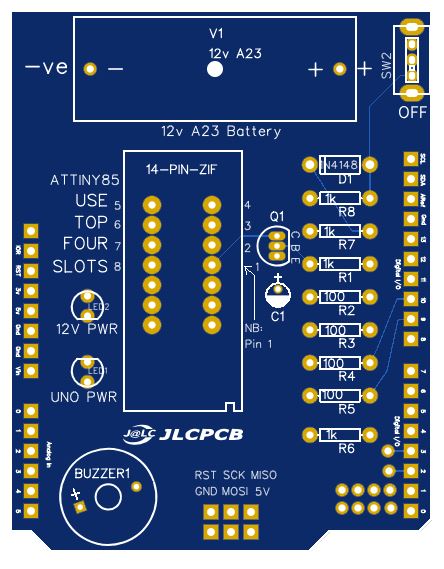 V1
12v A23
-ve
−
+
+
SW2
OFF
12v A23 Battery
14-PIN-ZIF
ATTINY85
USE 5
TOP 6
FOUR 7
SLOTS 8
4
3
2
1
NB:
Pin 1
Q1
C B E
+
C1
1N4148
D1
1k
R8
1k
R7
1k
R1
100
R2
100
R3
100
R4
100
R5
1k
R6
LED2
12V PWR
LED1
UNO PWR
IOR
RST
3v
5v
Gnd
Gnd
Vin
0
1
2
3
4
5
Analog in
SCL
SDA
ARef
Gnd
13
12
11
10
9
8
Digital I/O
7
6
5
4
3
2
1
0
Digital I/O
J@LC JLCPCB
BUZZER1
+
RST SCK MISO
GND MOSI 5V